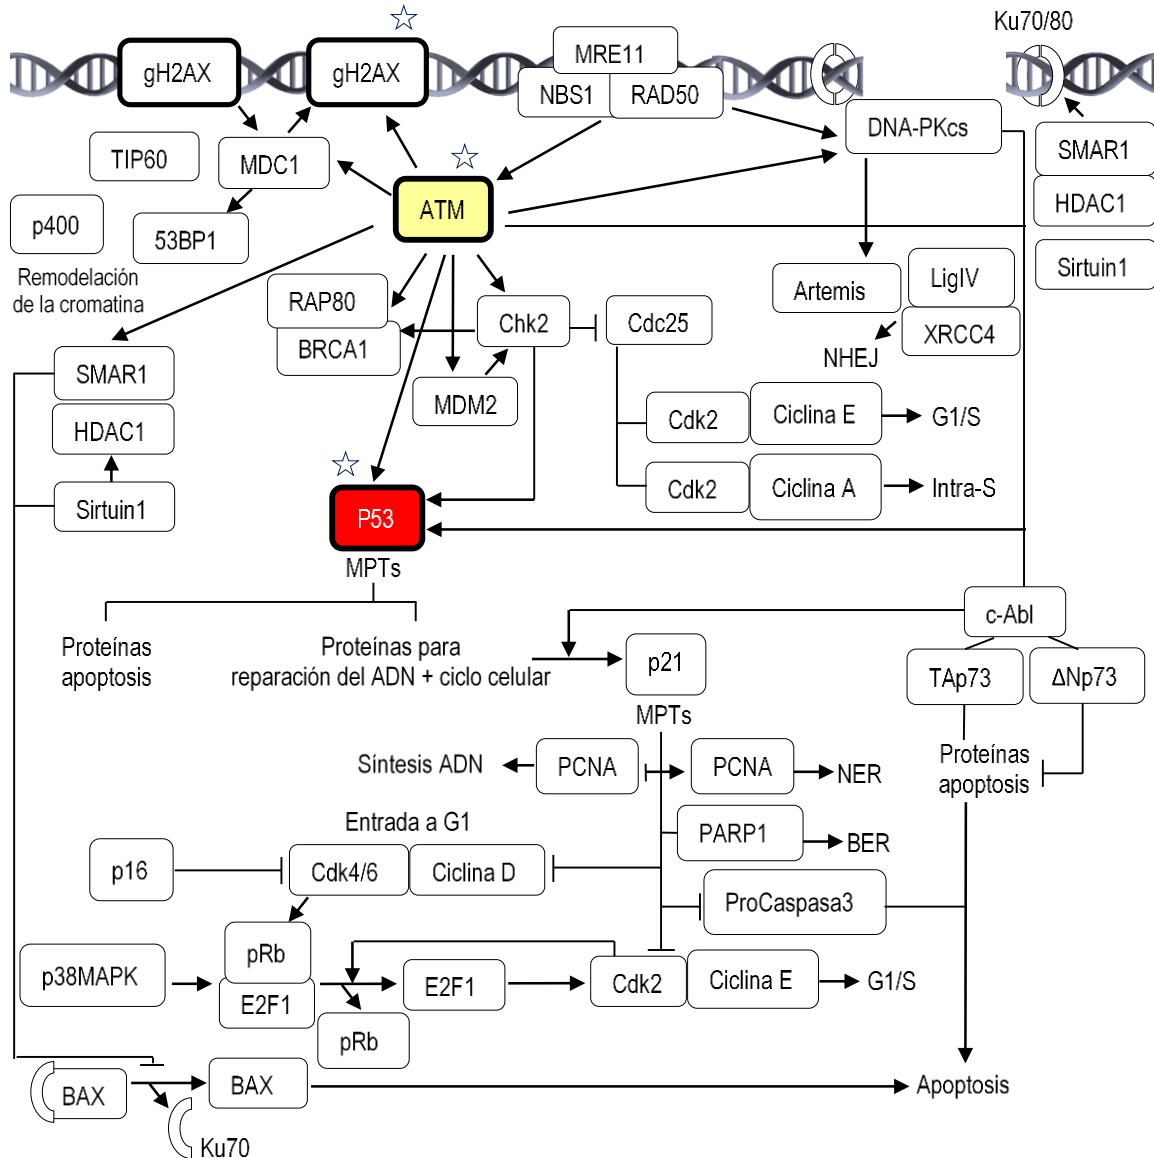 Ku70/80
gH2AX
gH2AX
MRE11
NBS1
RAD50
DNA-PKcs
TIP60
MDC1
SMAR1
HDAC1
Sirtuin1
p400
53BP1
ATM
Remodelación
de la cromatina
RAP80
BRCA1
Chk2
Cdc25
Artemis
LigIV
XRCC4
NHEJ
SMAR1
HDAC1
Sirtuin1
MDM2
Cdk2
Ciclina E
G1/S
Cdk2
Ciclina A
Intra-S
P53
MPTs
c-Abl
Proteínas
apoptosis
Proteínas para
reparación del ADN + ciclo celular
p21
MPTs
TAp73
ΔNp73
Síntesis ADN
PCNA
PCNA
NER
Proteínas
apoptosis
Entrada a G1
PARP1
BER
p16
Cdk4/6
Ciclina D
ProCaspasa3
p38MAPK
pRb
E2F1
E2F1
Cdk2
Ciclina E
G1/S
pRb
BAX
BAX
Apoptosis
Ku70